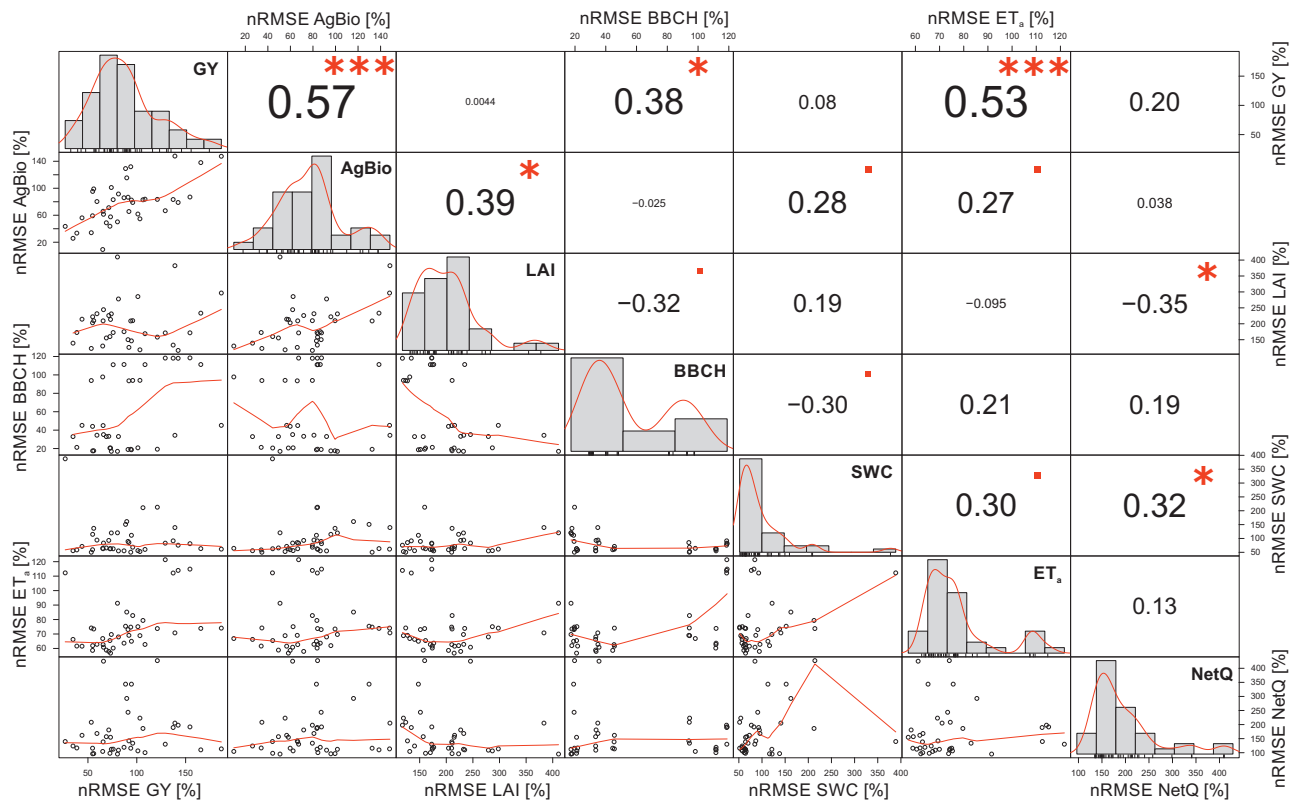 nRMSE AgBio [%] nRMSE BBCH [%] nRMSE ETa [%]
20 40 60 80 100 140 20 40 60 80 100 120 60 70 80 90 100 110 120
GY *** * ***
0.57 0.0044 0.38 0.08 0.53 0.20
50 100 150
nRMSE GY [%]
nRMSE AgBio [%]
20 60 100 140
AgBio *
0.39 −0.025 0.28 0.27 0.038
LAI *
−0.32 0.19 −0.095 −0.35
150 200 250 300 350 400
nRMSE LAI [%]
nRMSE BBCH [%]
20 40 60 80 100 120
BBCH
−0.30 0.21 0.19
SWC *
0.30 0.32
50 100 150 200 250 300 350 400
nRMSE SWC [%]
nRMSE ETa [%]
60 70 80 90 100 120
ETa
0.13
NetQ
100 150 200 250 300 350 400
nRMSE NetQ [%]
50 100 150 150 200 250 300 350 400 50 100 150 200 250 300 350 400 100 150 200 250 300 350 400
nRMSE GY [%] nRMSE LAI [%] nRMSE SWC [%] nRMSE NetQ [%]